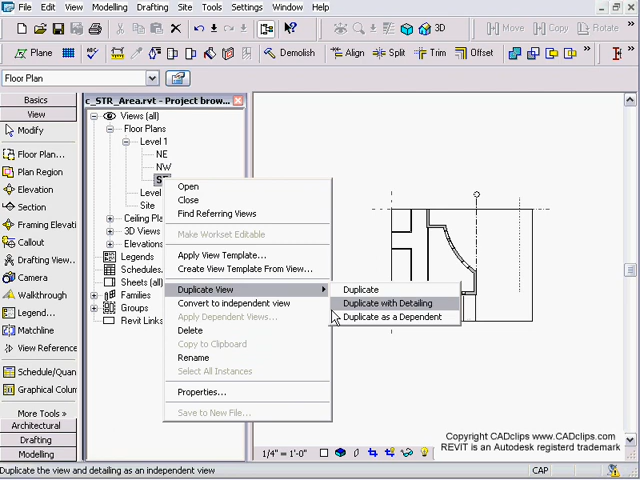 File Edit View Modelling Drafting Site Tools Settings Window Help
3D Move Copy Rotate
Plane Demolish Align Split Trim Offset
Floor Plan
Basics
View
Modify
Floor Plan...
Plan Region
Elevation
Section
Framing Elevati
Callout
Drafting View...
Camera
Walkthrough
Legend...
Matchline
View Reference
Schedule/Quan
Graphical Colum
More Tools
Architectural
Drafting
Modelling
c_STR_Area.rvt - Project brow...
Views (all)
Floor Plans
Level 1
NE
NW
Level
Site
Ceiling Pl
3D Views
Elevations
Legends
Schedules
Sheets (all)
Families
Groups
Revit Links
Open
Close
Find Referring Views
Make Workset Editable
Apply View Template...
Create View Template From View...
Duplicate View
Convert to independent view
Apply Dependent Views...
Delete
Copy to Clipboard
Rename
Select All Instances
Properties...
Save to New File...
Duplicate
Duplicate with Detailing
Duplicate as a Dependent
1/4" = 1'-0"
Copyright CADclips www.CADclips.com
REVIT is an Autodesk registerd trademark
Duplicate the view and detailing as an independent view
CAP